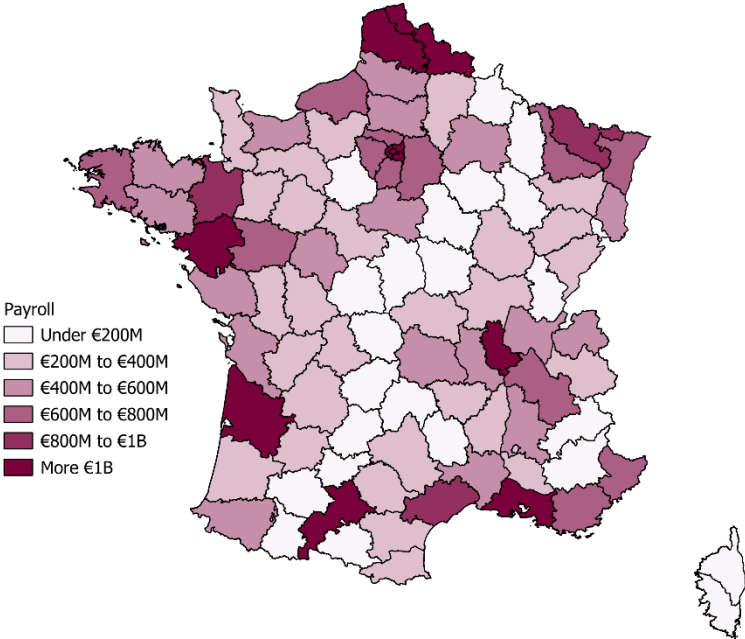 Payroll
Under €200M
€200M to €400M
€400M to €600M
€600M to €800M
€800M to €1B
More €1B